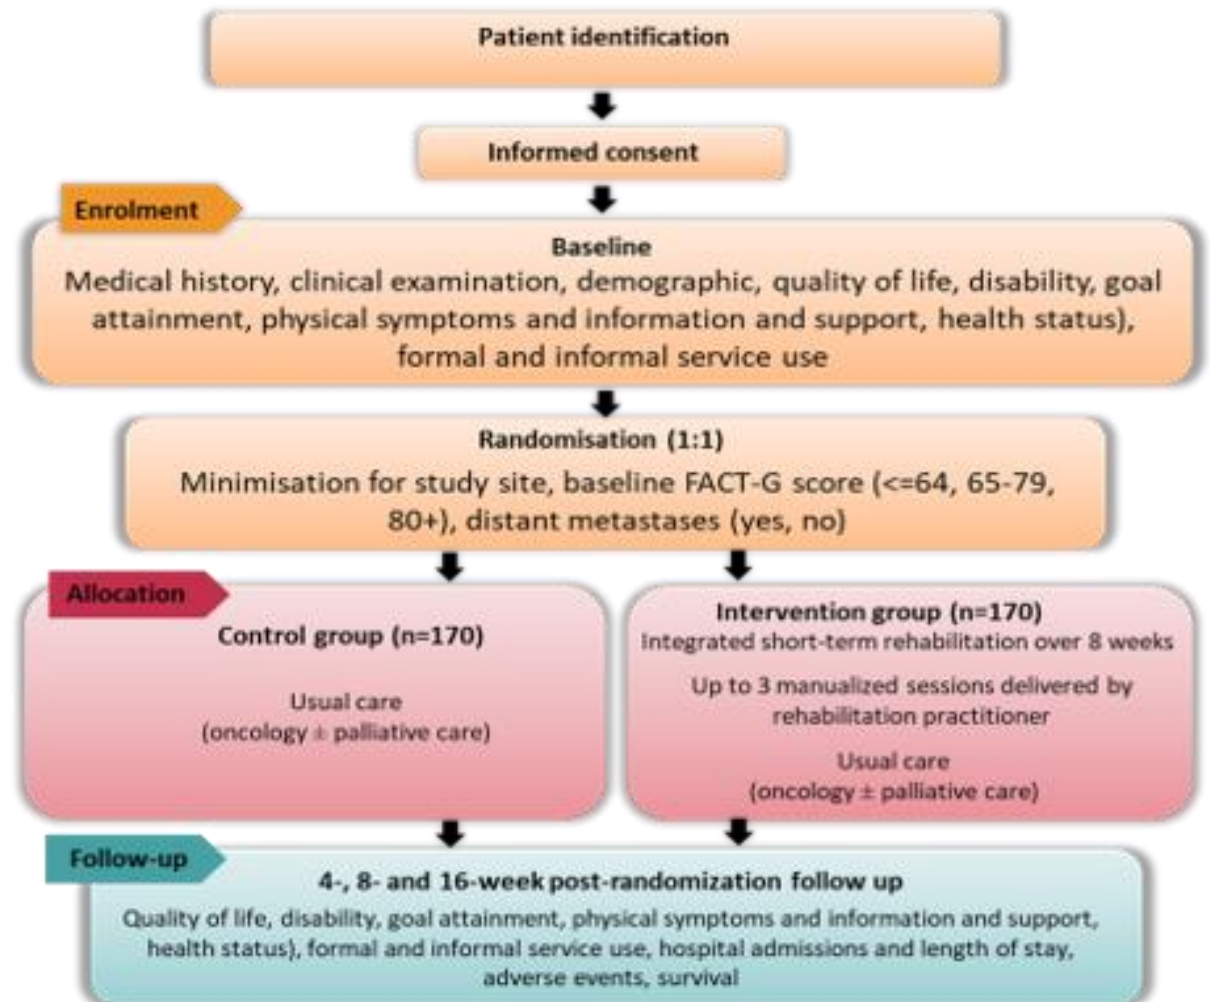 Patient identification
Informed consent
Enrolment
Baseline
Medical history, clinical examination, demographic, quality of life, disability, goal
attainment, physical symptoms and information and support, health status),
formal and informal service use
Randomisation (1:1)
Minimisation for study site, baseline FACT-G score (<=64, 65-79,
80+), distant metastases (yes, no)
Allocation
Control group (n=170)
Usual care
(oncology ± palliative care)
Intervention group (n=170)
Integrated short-term rehabilitation over 8 weeks
Up to 3 manualized sessions delivered by
rehabilitation practitioner
Usual care
(oncology ± palliative care)
Follow-up
4-, 8- and 16-week post-randomization follow up
Quality of life, disability, goal attainment, physical symptoms and information and support,
health status), formal and informal service use, hospital admissions and length of stay,
adverse events, survival